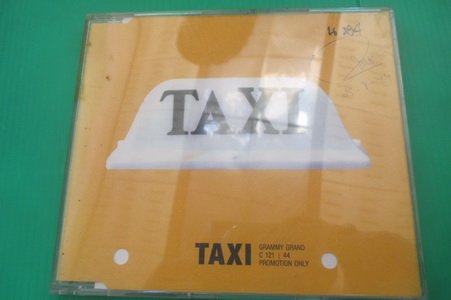 TAXI
TAXI
GRAMMY GRAND
C 121 | 44
PROMOTION ONLY